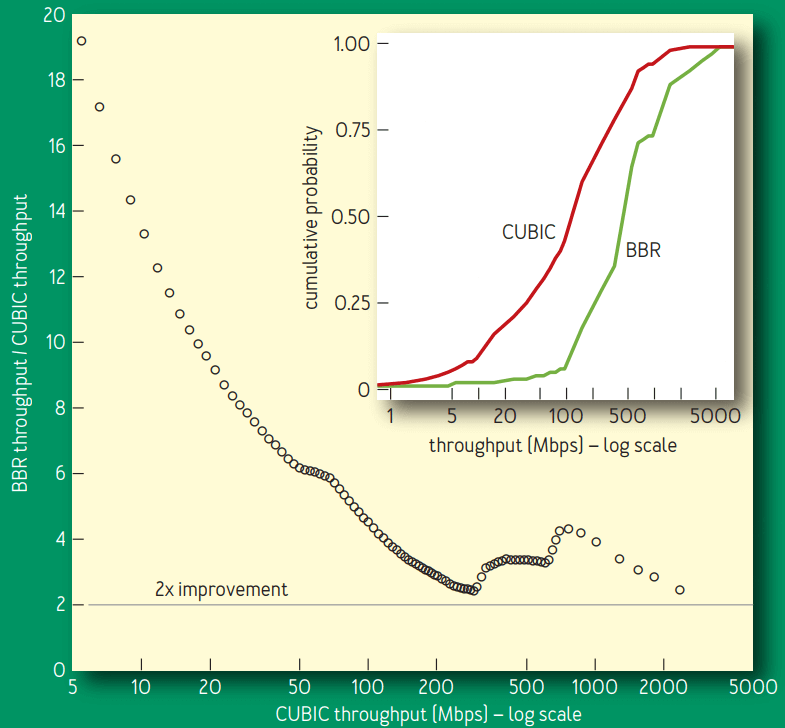 20
18
16
14
12
10
8
6
4
2
0
BBR throughput / CUBIC throughput
2x improvement
5 10 20 50 100 200 500 1000 2000 5000
CUBIC throughput (Mbps) – log scale
1.00
0.75
0.50
0.25
0
cumulative probability
CUBIC
BBR
1 5 20 100 500 5000
throughput (Mbps) – log scale